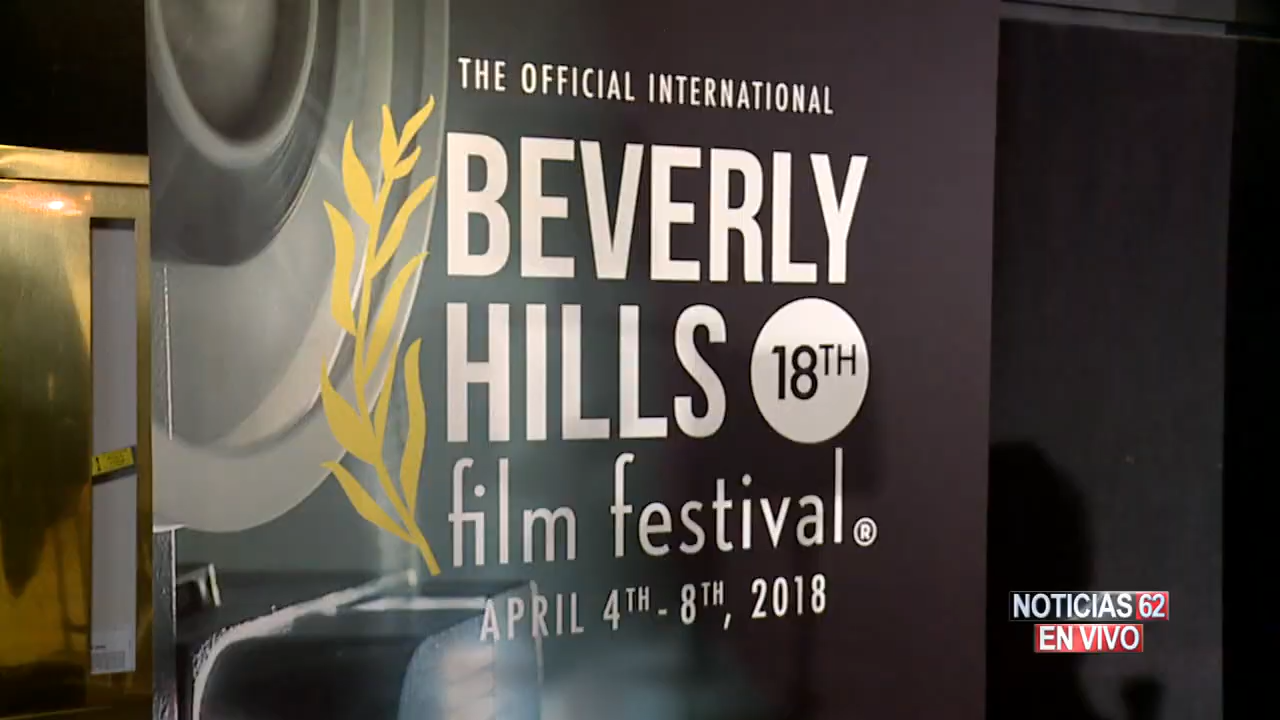 THE OFFICIAL INTERNATIONAL
BEVERLY
HILLS 18TH
film festival®
APRIL 4TH - 8TH, 2018
NOTICIAS 62
EN VIVO